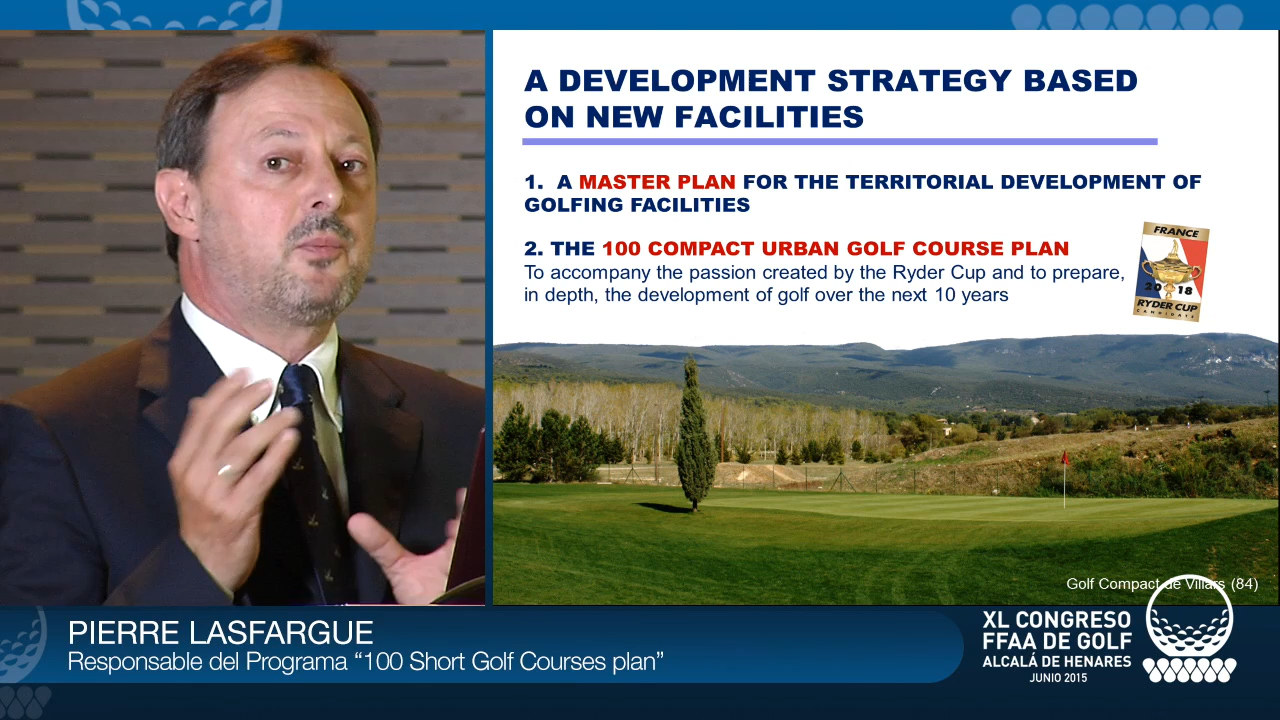 A DEVELOPMENT STRATEGY BASED
ON NEW FACILITIES
1. A MASTER PLAN FOR THE TERRITORIAL DEVELOPMENT OF
GOLFING FACILITIES
2. THE 100 COMPACT URBAN GOLF COURSE PLAN
To accompany the passion created by the Ryder Cup and to prepare,
in depth, the development of golf over the next 10 years
FRANCE
20 18
RYDER CUP
CANDIDATE
Golf Compact de Villars (84)
PIERRE LASFARGUE
Responsable del Programa “100 Short Golf Courses plan”
XL CONGRESO
FFAA DE GOLF
ALCALÁ DE HENARES
JUNIO 2015